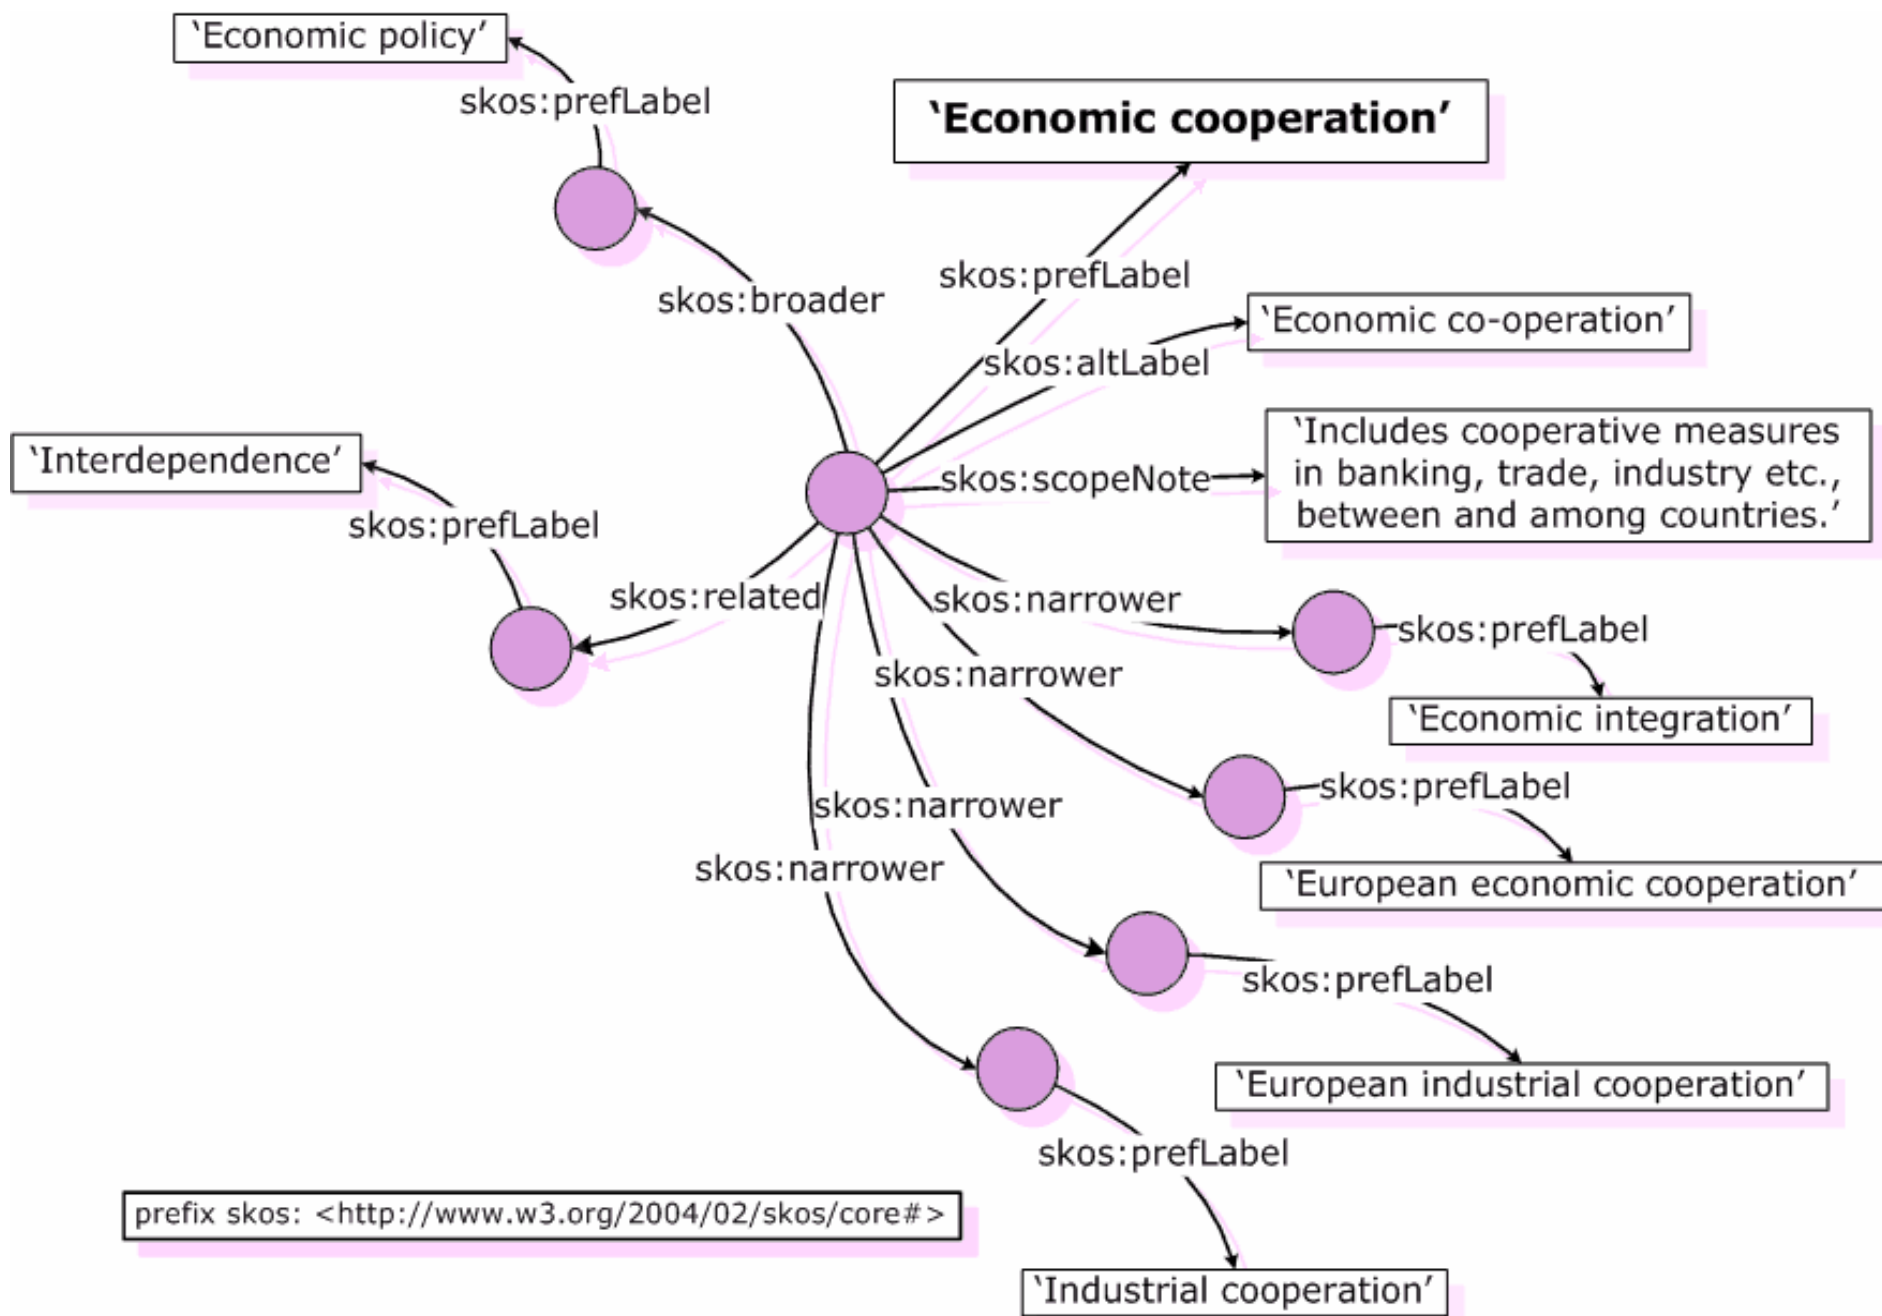 ‘Economic policy’
skos:prefLabel
‘Economic cooperation’
skos:prefLabel
skos:broader
‘Economic co-operation’
skos:altLabel
‘Includes cooperative measures
in banking, trade, industry etc.,
between and among countries.’
skos:scopeNote
‘Interdependence’
skos:prefLabel
skos:related
skos:narrower
skos:prefLabel
‘Economic integration’
skos:narrower
skos:prefLabel
‘European economic cooperation’
skos:narrower
skos:prefLabel
‘European industrial cooperation’
skos:narrower
skos:prefLabel
‘Industrial cooperation’
prefix skos: <http://www.w3.org/2004/02/skos/core#>